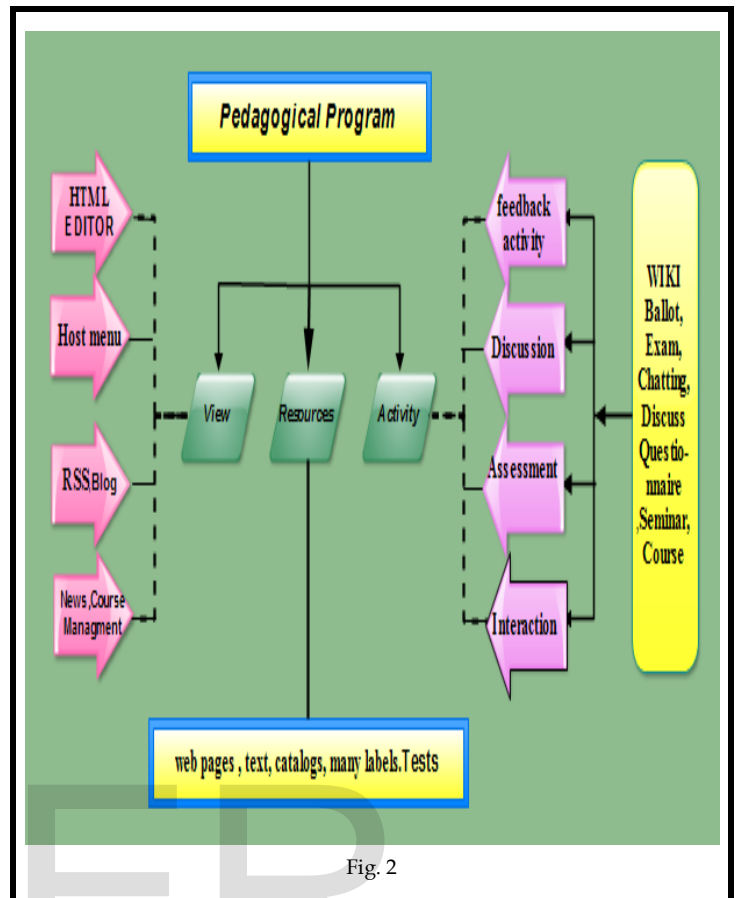 Pedagogical Program
HTML
EDITOR
Host menu
RSS,Blog
News,Course
Managment
View
Resources
Activity
feedback
activity
Discussion
Assessment
Interaction
WIKI
Ballot,
Exam,
Chatting,
Discuss
Questio-
nnaire
,Seminar,
Course
web pages , text, catalogs, many labels.Tests
Fig. 2